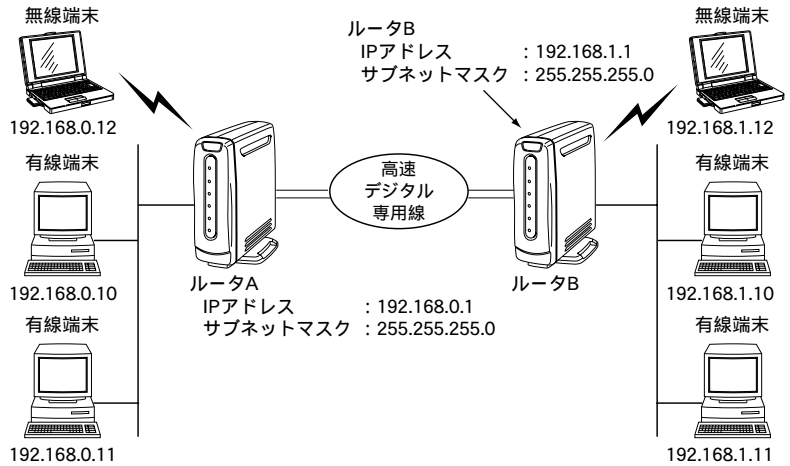 無線端末
192.168.0.12
有線端末
192.168.0.10
有線端末
192.168.0.11
ルータA
IPアドレス : 192.168.0.1
サブネットマスク : 255.255.255.0
高速
デジタル
専用線
ルータB
IPアドレス : 192.168.1.1
サブネットマスク : 255.255.255.0
ルータB
無線端末
192.168.1.12
有線端末
192.168.1.10
有線端末
192.168.1.11